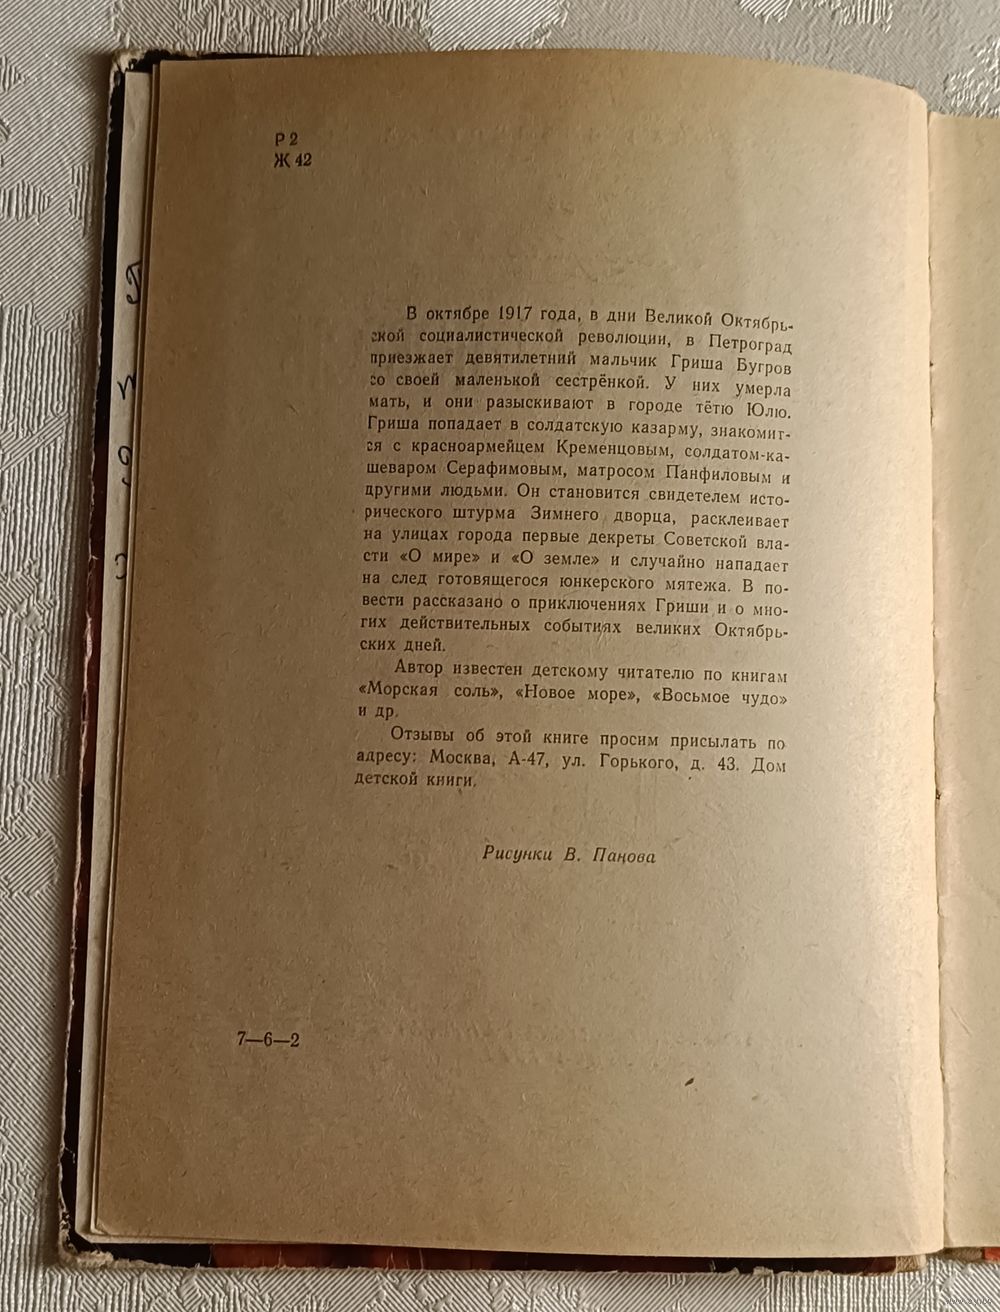 Р 2
Ж 42
В октябре 1917 года, в дни Великой Октябрь-
ской социалистической революции, в Петроград
приезжает девятилетний мальчик Гриша Бугров
со своей маленькой сестрёнкой. У них умерла
мать, и они разыскивают в городе тётю Юлю.
Гриша попадает в солдатскую казарму, знакомит-
ся с красноармейцем Кременцовым, солдатом-ка-
шеваром Серафимовым, матросом Панфиловым и
другими людьми. Он становится свидетелем исто-
рического штурма Зимнего дворца, расклеивает
на улицах города первые декреты Советской вла-
сти «О мире» и «О земле» и случайно нападает
на след готовящегося юнкерского мятежа. В по-
вести рассказано о приключениях Гриши и о мно-
гих действительных событиях великих Октябрь-
ских дней.
Автор известен детскому читателю по книгам
«Морская соль», «Новое море», «Восьмое чудо»
и др.
Отзывы об этой книге просим присылать по
адресу: Москва, А-47, ул. Горького, д. 43. Дом
детской книги.
Рисунки В. Панова
7—6—2